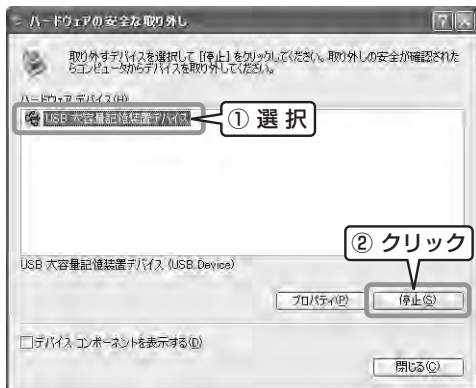 ハードウェアの安全な取り外し
取り外すデバイスを選択して [停止] をクリックしてください。取り外しの安全が確認された
らコンピュータからデバイスを取り外してください。
ハードウェア デバイス(H)
USB 大容量記憶装置デバイス
① 選 択
② クリック
USB 大容量記憶装置デバイス (USB Device)
プロパティ(P)
停止(S)
デバイス コンポーネントを表示する(D)
閉じる(C)